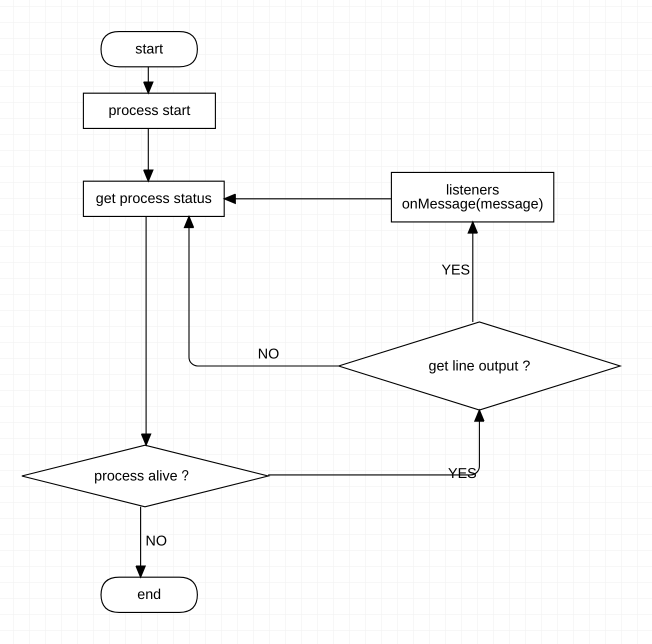 start
process start
get process status
listeners
onMessage(message)
YES
NO
get line output ?
process alive ?
YES
NO
end